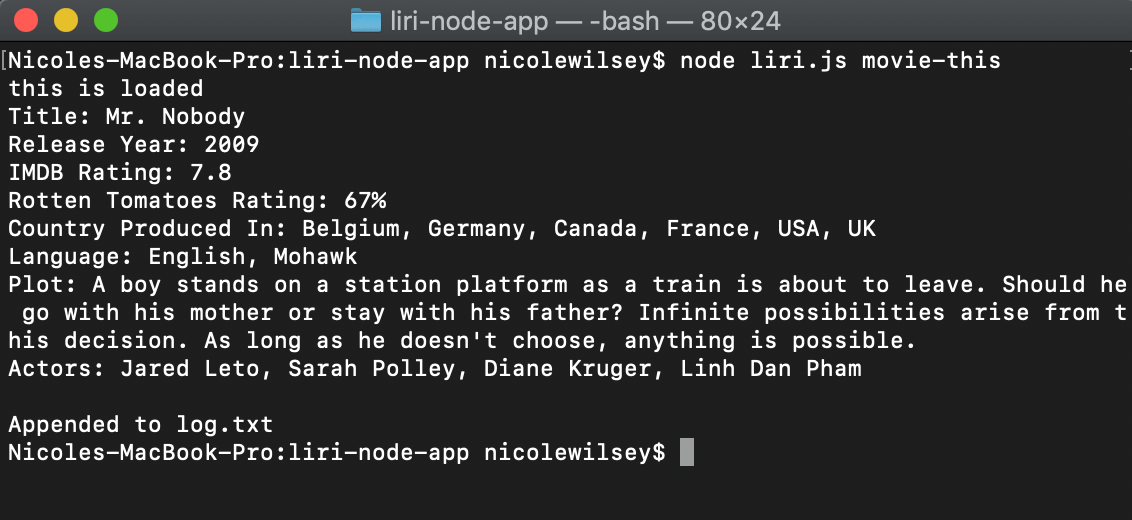 liri-node-app — -bash — 80×24
[Nicoles-MacBook-Pro:liri-node-app nicolewilsey$ node liri.js movie-this ]
this is loaded
Title: Mr. Nobody
Release Year: 2009
IMDB Rating: 7.8
Rotten Tomatoes Rating: 67%
Country Produced In: Belgium, Germany, Canada, France, USA, UK
Language: English, Mohawk
Plot: A boy stands on a station platform as a train is about to leave. Should he
 go with his mother or stay with his father? Infinite possibilities arise from t
his decision. As long as he doesn't choose, anything is possible.
Actors: Jared Leto, Sarah Polley, Diane Kruger, Linh Dan Pham
Appended to log.txt
Nicoles-MacBook-Pro:liri-node-app nicolewilsey$